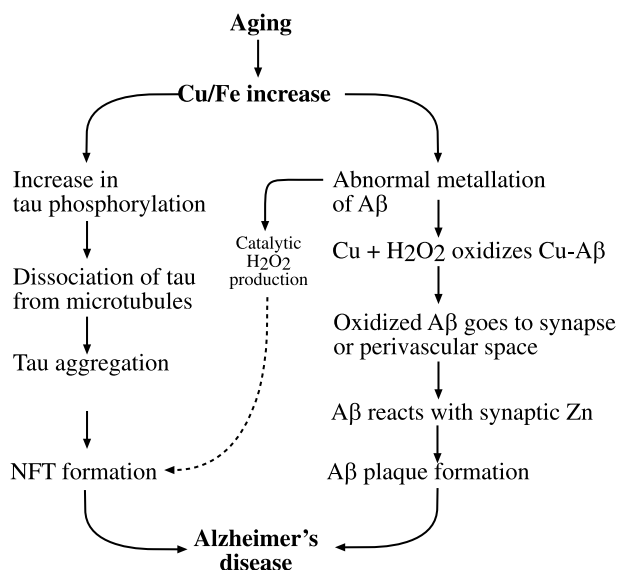 Aging
Cu/Fe increase
Increase in
tau phosphorylation
Abnormal metallation
of Aβ
Catalytic
H2O2
production
Cu + H2O2 oxidizes Cu-Aβ
Dissociation of tau
from microtubules
Oxidized Aβ goes to synapse
or perivascular space
Tau aggregation
Aβ reacts with synaptic Zn
NFT formation
Aβ plaque formation
Alzheimer's
disease